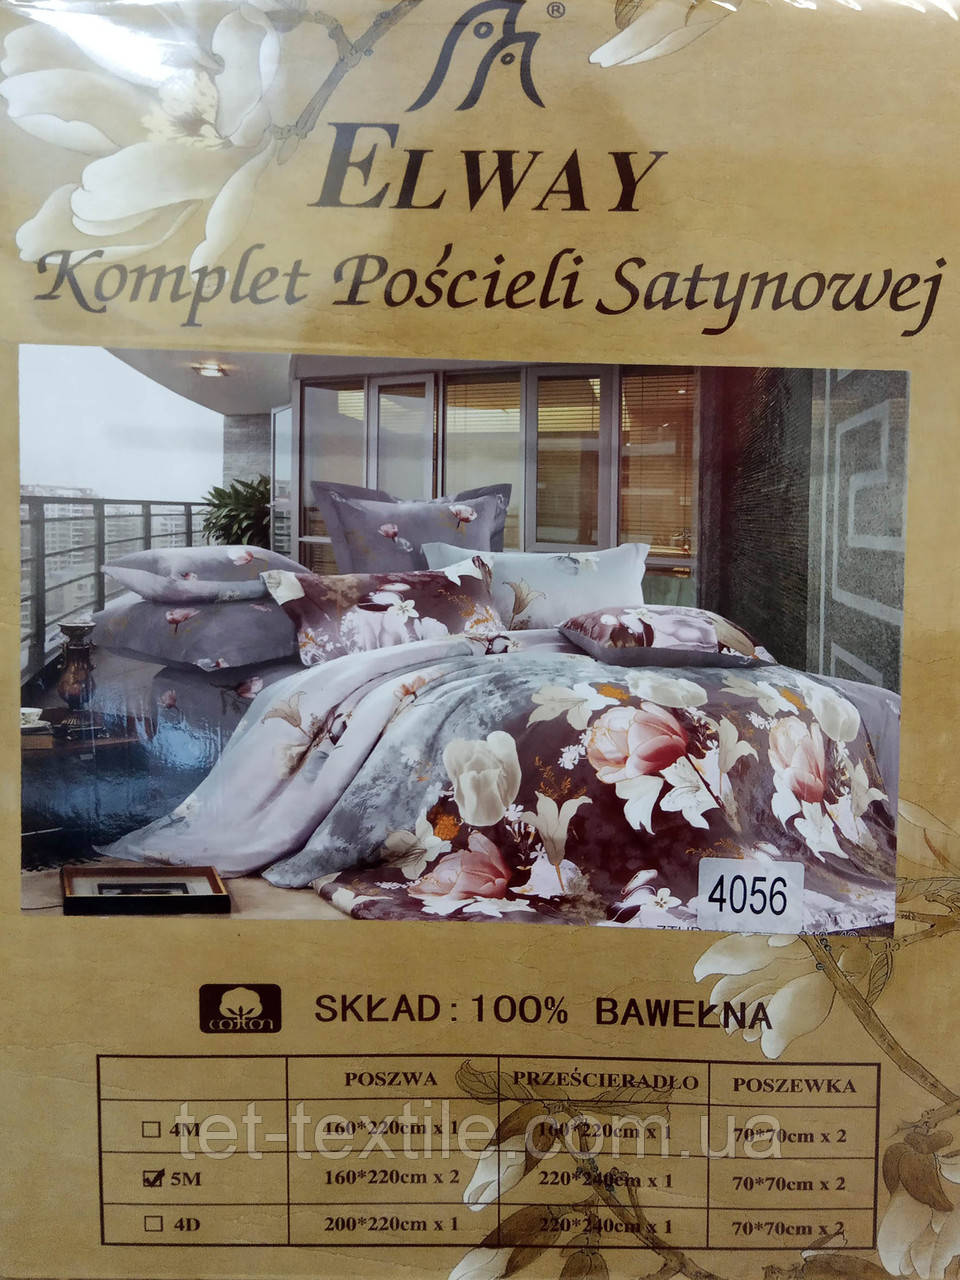 ®
ELWAY
Komplet Pościeli Satynowej
4056
cotton
SKŁAD: 100% BAWEŁNA
POSZWA PRZEŚCIERADŁO POSZEWKA
4M 160*220cm x 1 160*220cm x 1 70*70cm x 2
5M 160*220cm x 2 220*240cm x 1 70*70cm x 2
4D 200*220cm x 1 220*240cm x 1 70*70cm x 2
tet-textile.com.ua